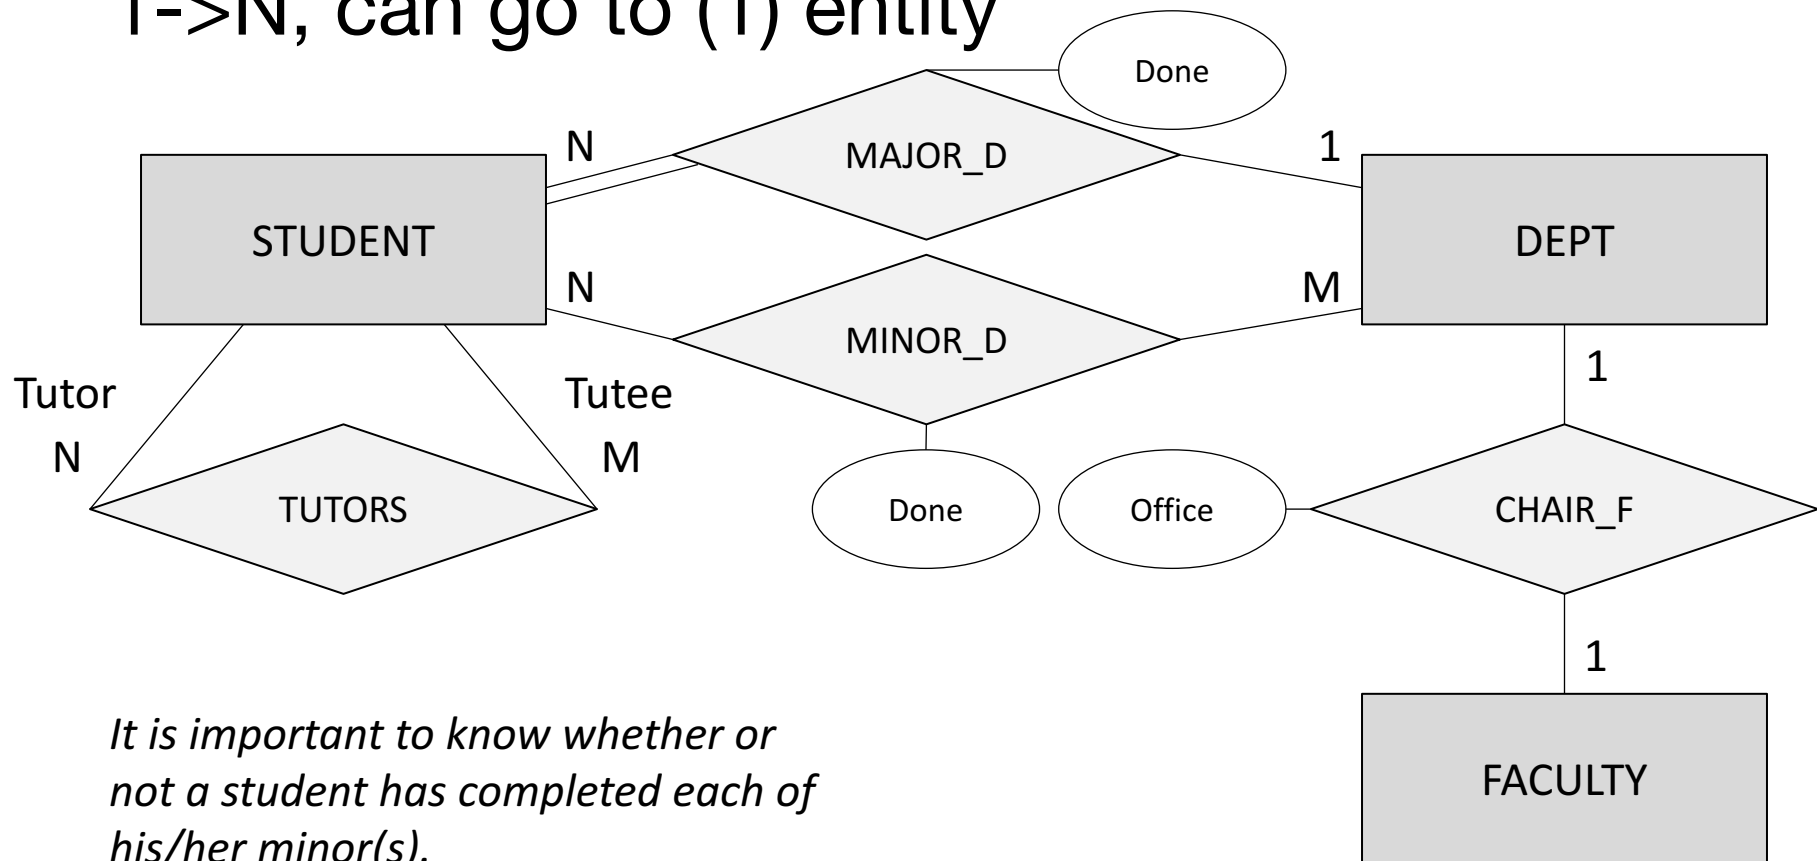 1->N, can go to (1) entity
Done
N
MAJOR_D
1
STUDENT
DEPT
N
MINOR_D
M
1
Tutor
Tutee
N
M
TUTORS
Done
Office
CHAIR_F
1
It is important to know whether or
not a student has completed each of
his/her minor(s).
FACULTY